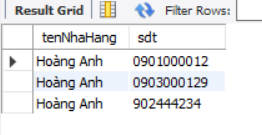 Result Grid Filter Rows:
tenNhaHang sdt
Hoàng Anh 0901000012
Hoàng Anh 0903000129
Hoàng Anh 902444234